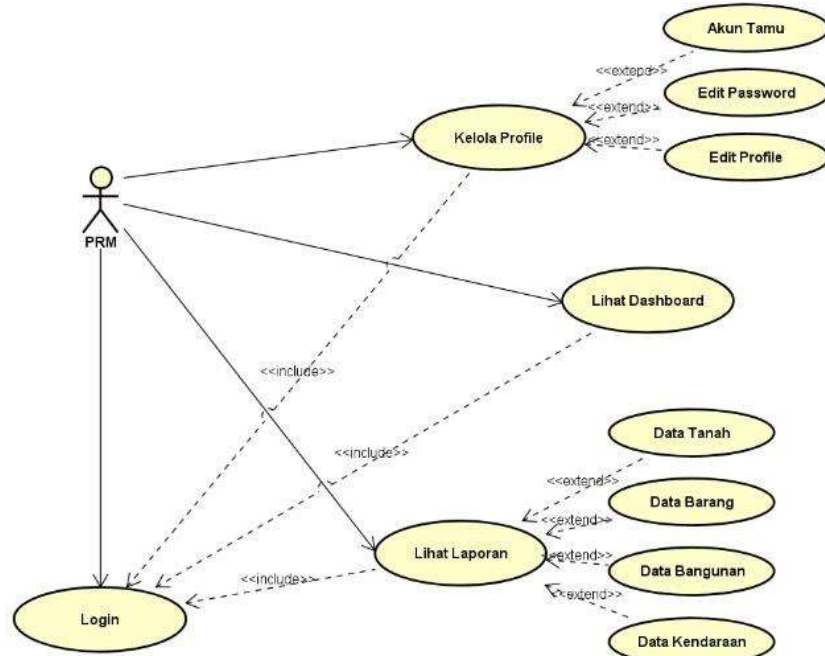 Akun Tamu
<<extend>>
Edit Password
<<extend>>
Kelola Profile
<<extend>>
Edit Profile
PRM
Lihat Dashboard
<<include>>
Data Tanah
<<include>>
<<extend>>
Data Barang
<<extend>>
Lihat Laporan
<<extend>>
Data Bangunan
<<include>>
<<extend>>
Login
Data Kendaraan